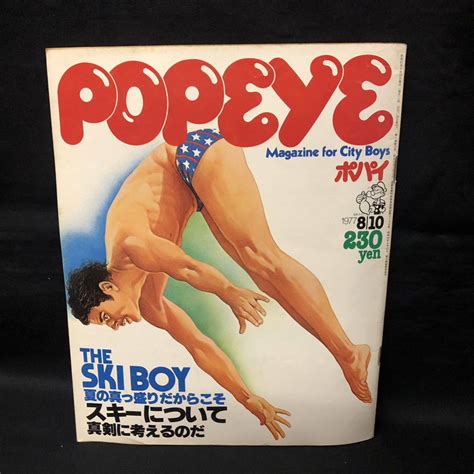 POPEYE
Magazine for City Boys
ポパイ
1977
8/10
230
yen
THE
SKI BOY
夏の真っ盛りだからこそ
スキーについて
真剣に考えるのだ